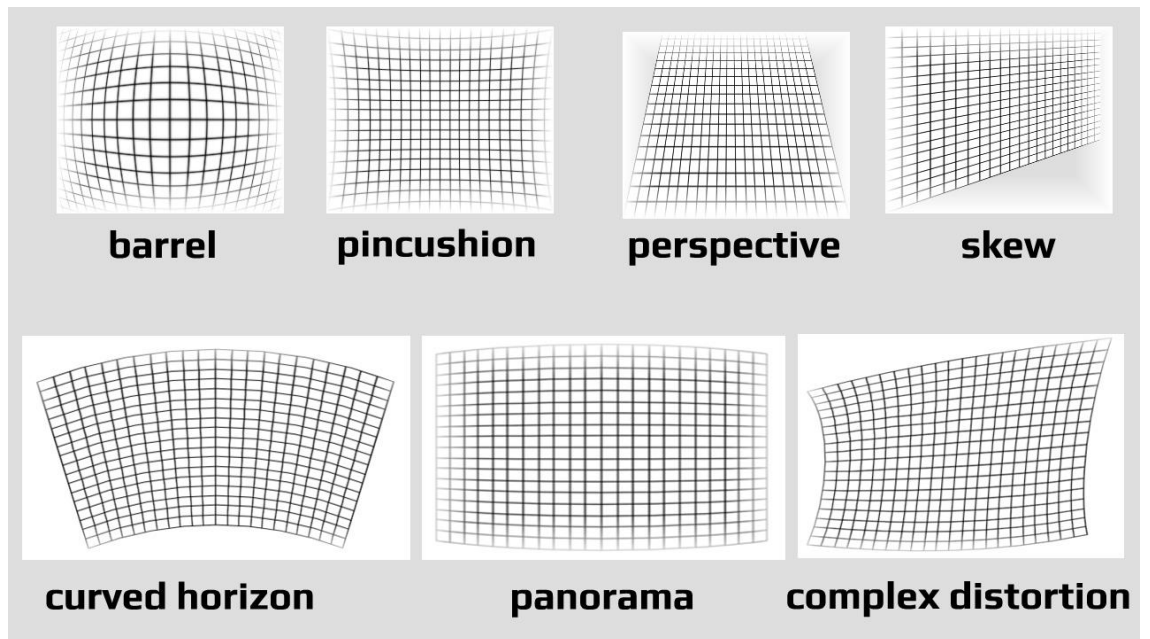 barrel
pincushion
perspective
skew
curved horizon
panorama
complex distortion